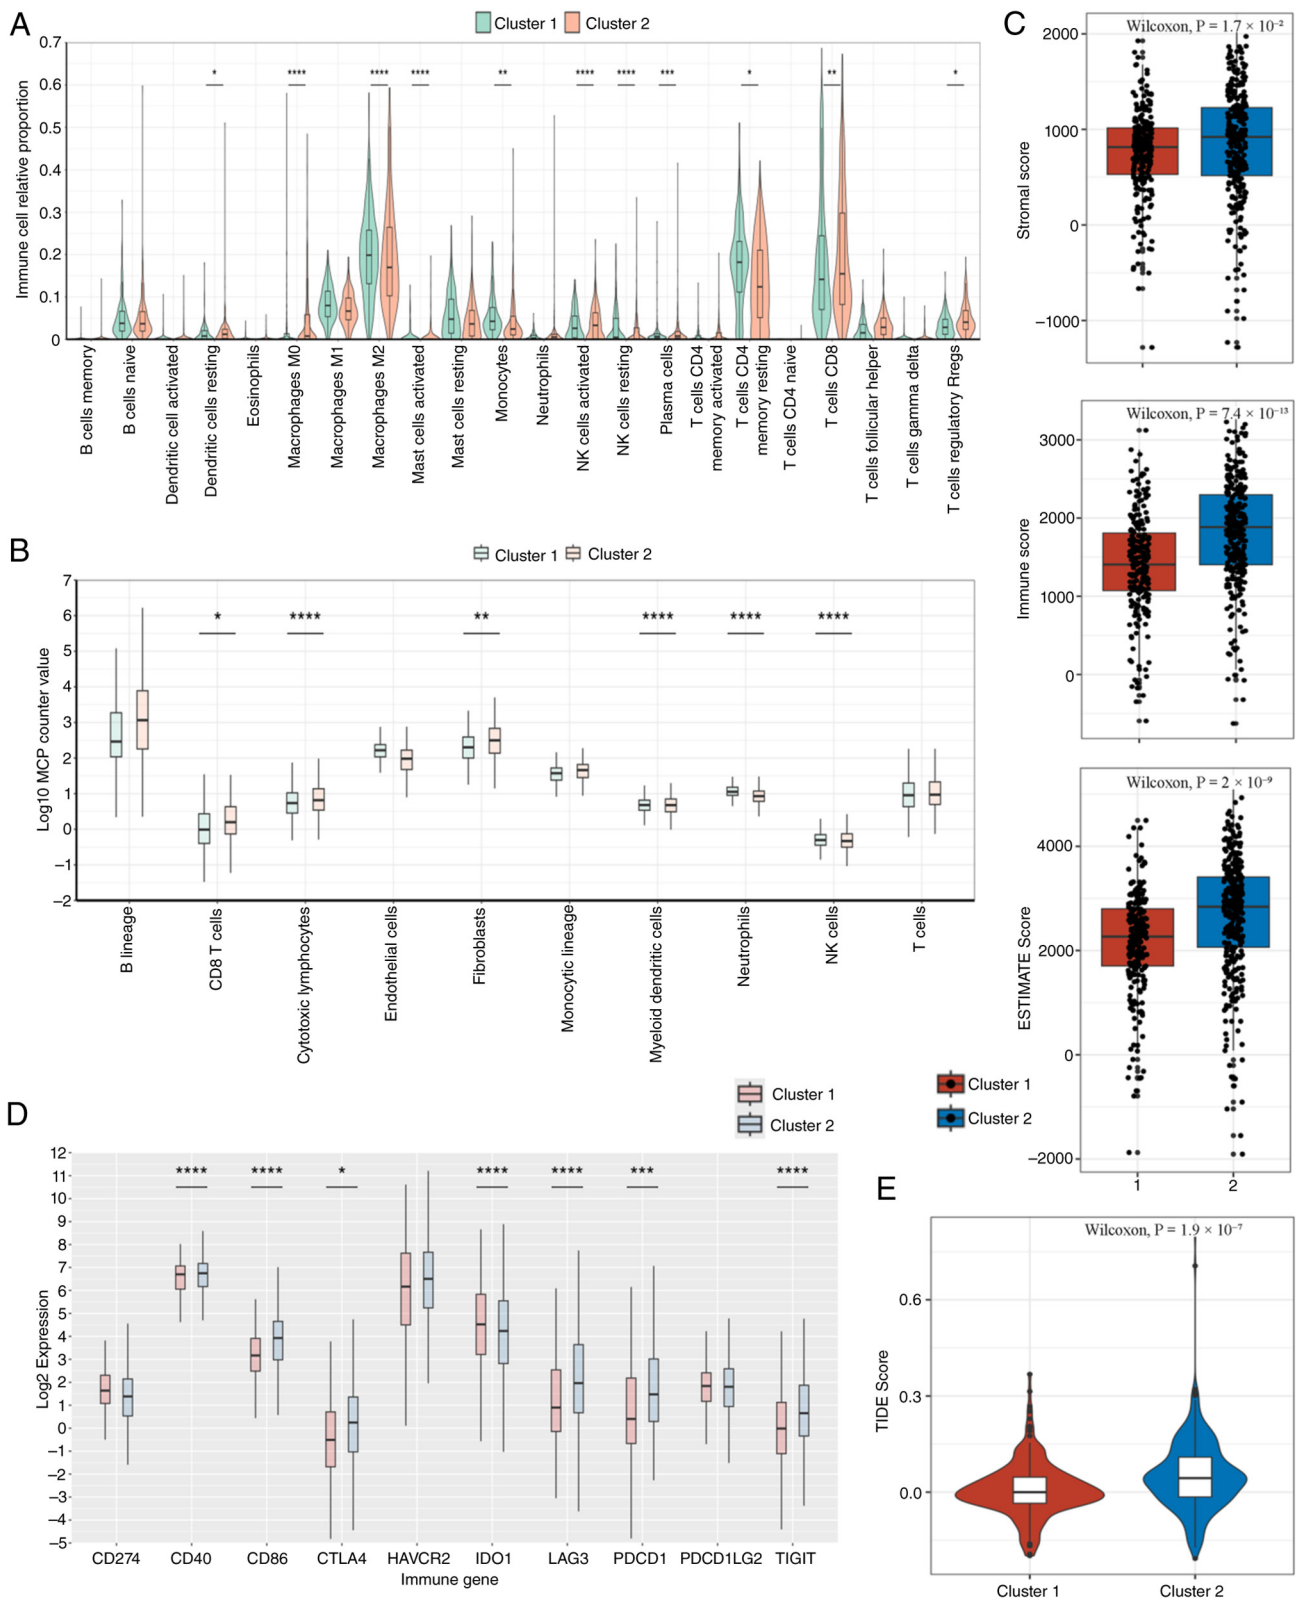 A
Cluster 1
Cluster 2
Immune cell relative proportion
0.7
0.6
0.5
0.4
0.3
0.2
0.1
0
*
****
****
****
**
****
****
***
*
**
*
B cells memory
B cells naive
Dendritic cell activated
Dendritic cells resting
Eosinophils
Macrophages M0
Macrophages M1
Macrophages M2
Mast cells activated
Mast cells resting
Monocytes
Neutrophils
NK cells activated
NK cells resting
Plasma cells
T cells CD4
memory activated
T cells CD4
memory resting
T cells CD4 naive
T cells CD8
T cells follicular helper
T cells gamma delta
T cells regulatory Rregs
B
Cluster 1
Cluster 2
Log10 MCP counter value
7
6
5
4
3
2
1
0
−1
−2
*
****
**
****
****
****
B lineage
CD8 T cells
Cytotoxic lymphocytes
Endothelial cells
Fibroblasts
Monocytic lineage
Myeloid dendritic cells
Neutrophils
NK cells
T cells
C
Wilcoxon, P = 1.7 × 10⁻²
Stromal score
2000
1000
0
−1000
Wilcoxon, P = 7.4 × 10⁻¹³
Immune score
3000
2000
1000
0
Wilcoxon, P = 2 × 10⁻⁹
ESTIMATE Score
4000
2000
0
−2000
1
2
Cluster 1
Cluster 2
D
Cluster 1
Cluster 2
Log2 Expression
12
11
10
9
8
7
6
5
4
3
2
1
0
−1
−2
−3
−4
−5
****
****
*
****
****
***
****
CD274
CD40
CD86
CTLA4
HAVCR2
IDO1
LAG3
PDCD1
PDCD1LG2
TIGIT
Immune gene
E
Wilcoxon, P = 1.9 × 10⁻⁷
TIDE Score
0.6
0.3
0.0
Cluster 1
Cluster 2